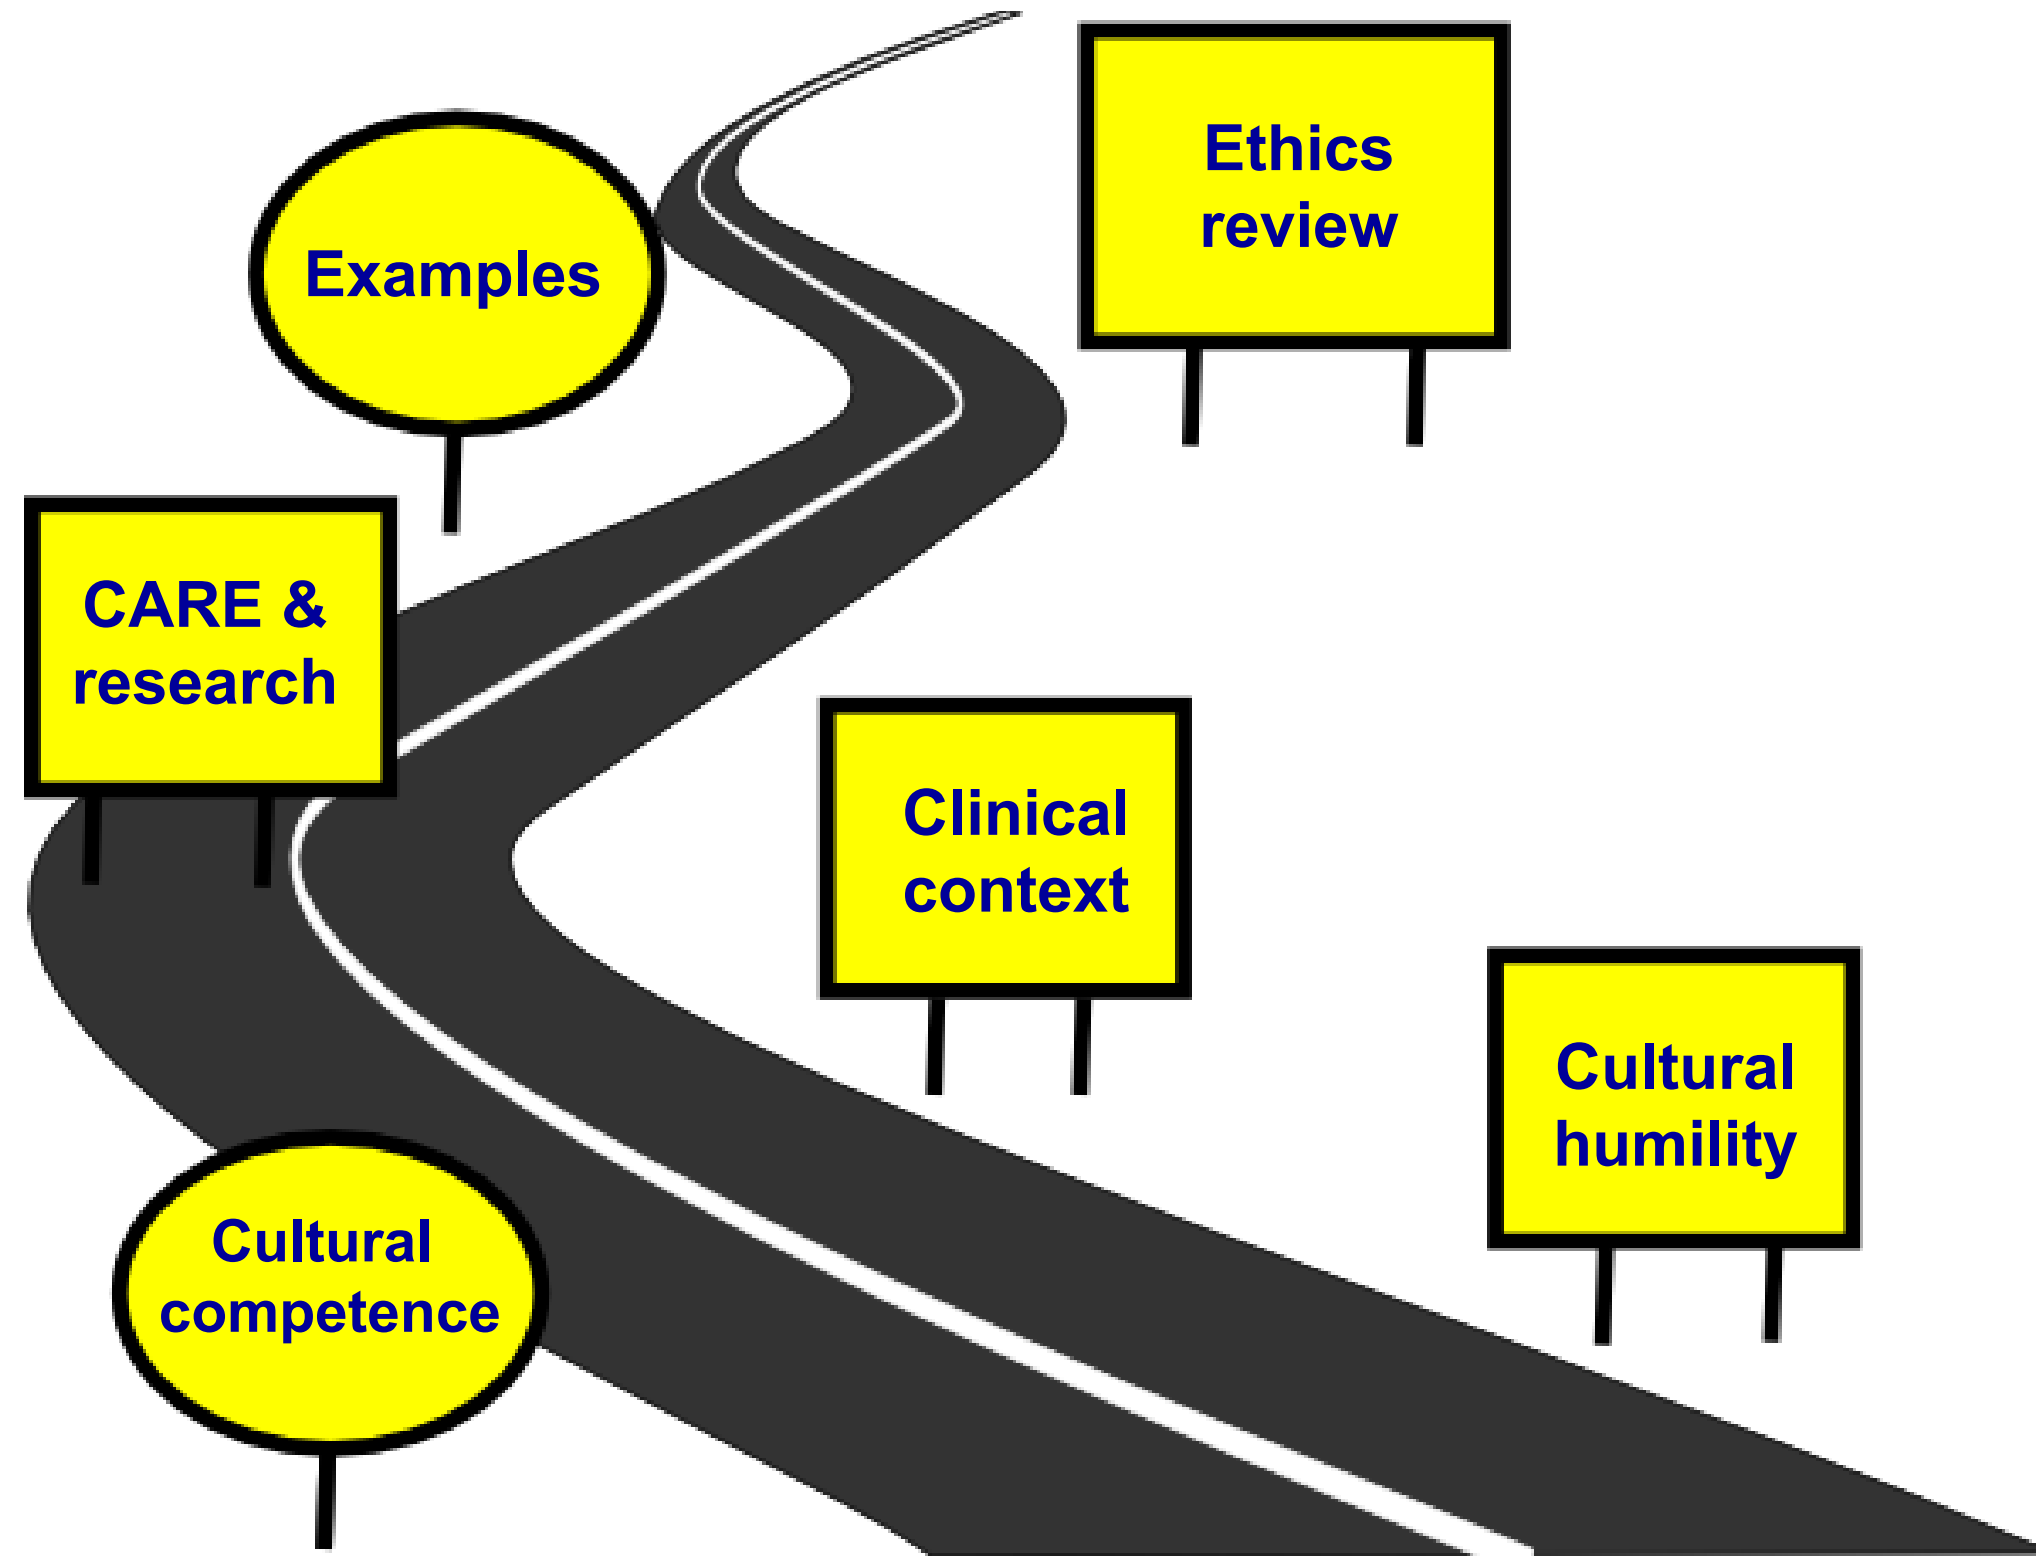 Ethics
review
Examples
CARE &
research
Clinical
context
Cultural
humility
Cultural
competence